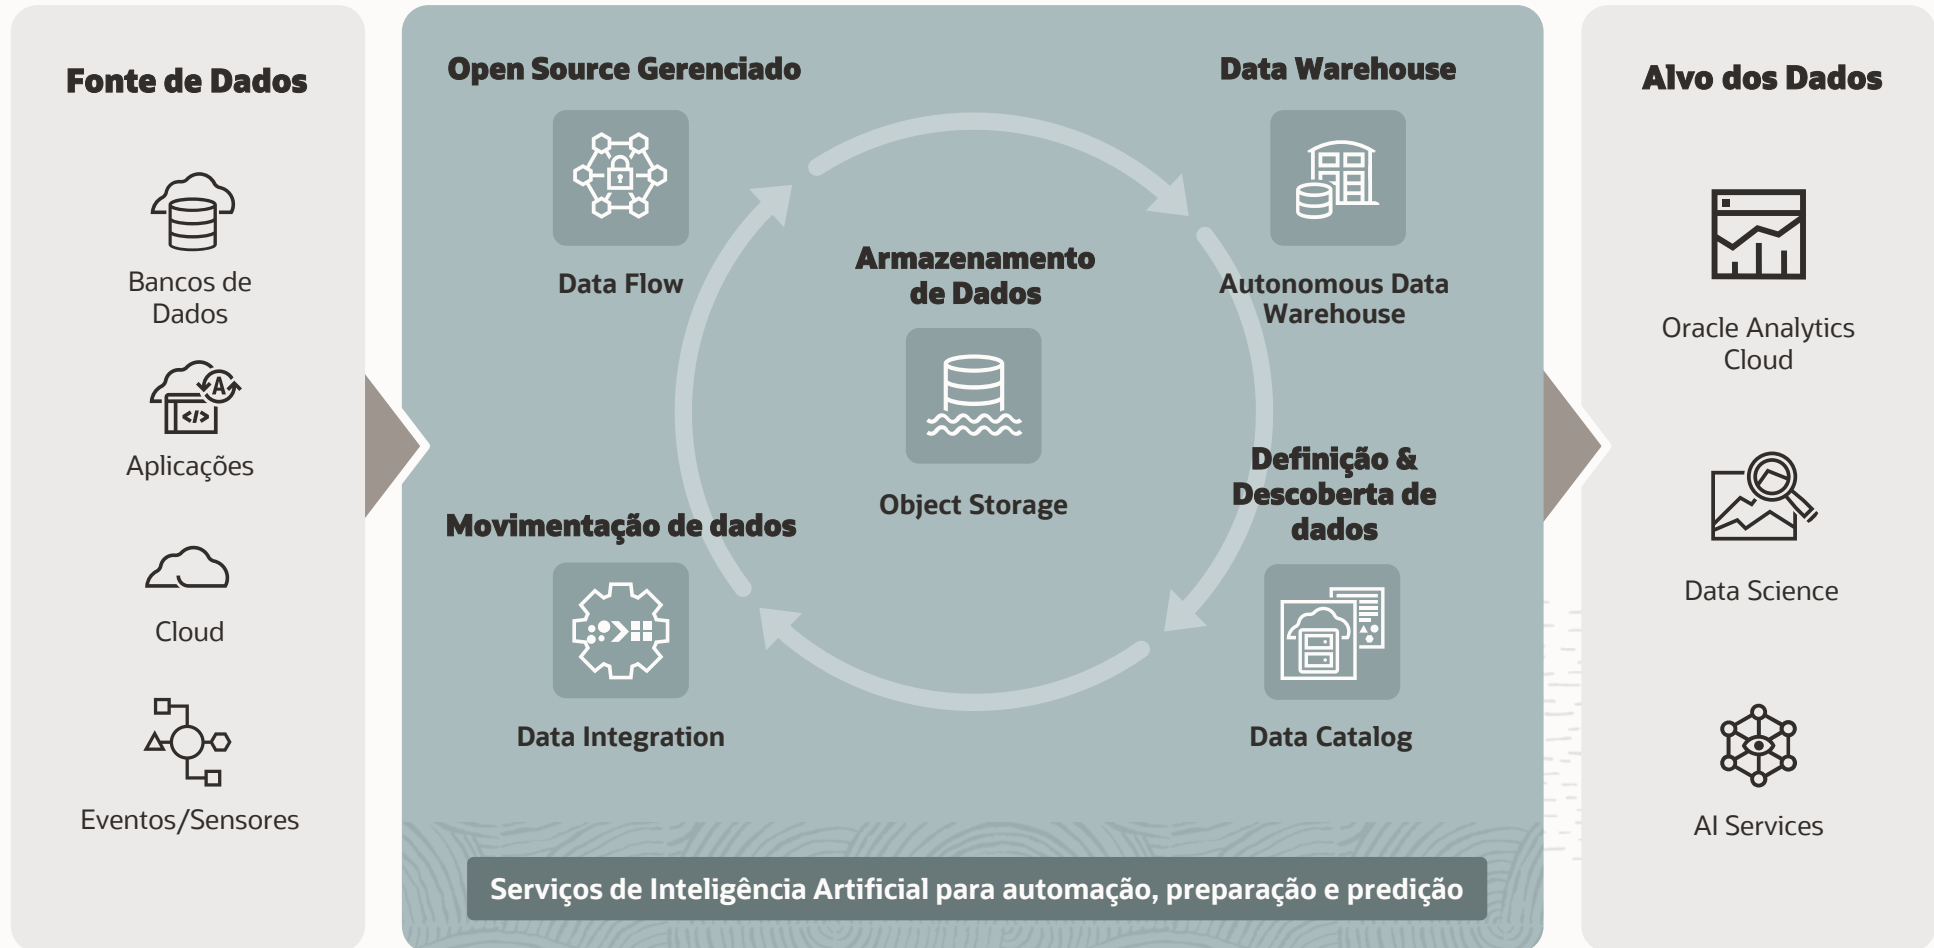 Fonte de Dados
Bancos de
Dados
Aplicações
A
</>
Cloud
Eventos/Sensores
Open Source Gerenciado
Data Flow
Data Warehouse
Autonomous Data
Warehouse
Armazenamento
de Dados
Object Storage
Movimentação de dados
Data Integration
Definição &
Descoberta de
dados
Data Catalog
Serviços de Inteligência Artificial para automação, preparação e predição
Alvo dos Dados
Oracle Analytics
Cloud
Data Science
AI Services